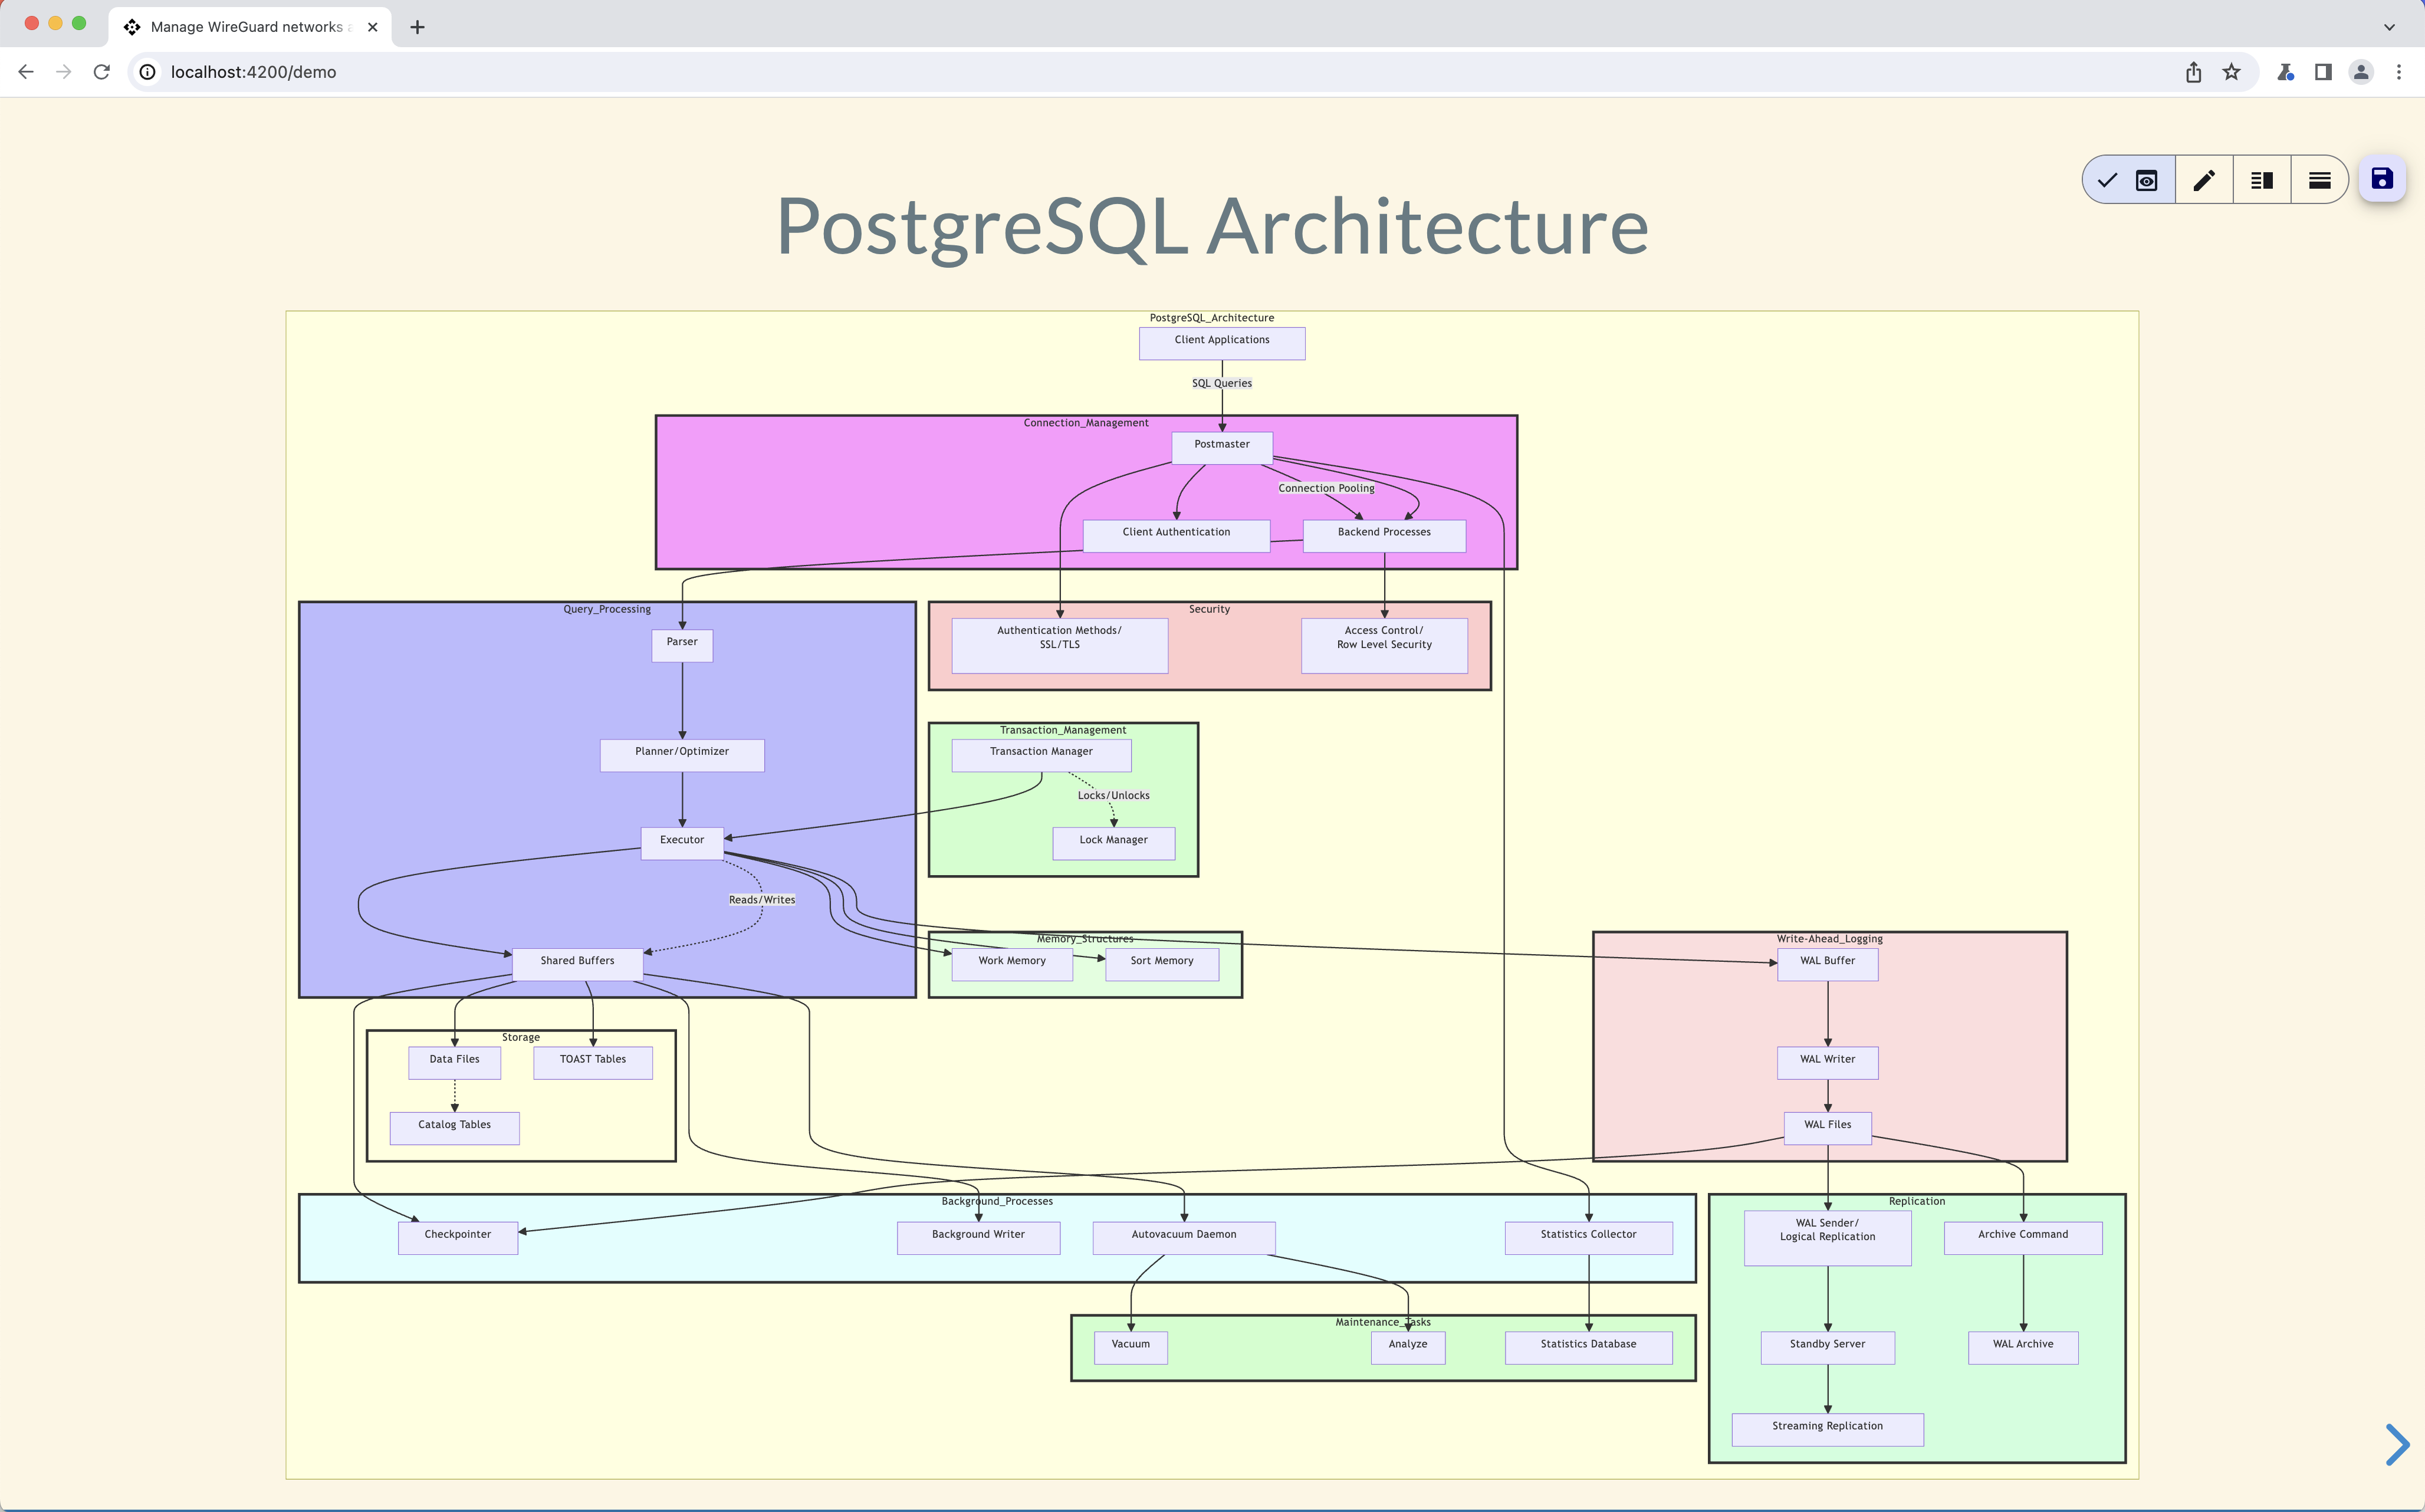 Manage WireGuard networks a
localhost:4200/demo
PostgreSQL Architecture
PostgreSQL_Architecture
Client Applications
SQL Queries
Connection_Management
Postmaster
Connection Pooling
Client Authentication
Backend Processes
Query_Processing
Security
Parser
Authentication Methods/
SSL/TLS
Access Control/
Row Level Security
Transaction_Management
Planner/Optimizer
Transaction Manager
Locks/Unlocks
Executor
Lock Manager
Reads/Writes
Memory_Structures
Write-Ahead_Logging
Shared Buffers
Work Memory
Sort Memory
WAL Buffer
Storage
Data Files
TOAST Tables
WAL Writer
Catalog Tables
WAL Files
Background_Processes
Replication
Checkpointer
Background Writer
Autovacuum Daemon
Statistics Collector
WAL Sender/
Logical Replication
Archive Command
Maintenance_Tasks
Vacuum
Analyze
Statistics Database
Standby Server
WAL Archive
Streaming Replication